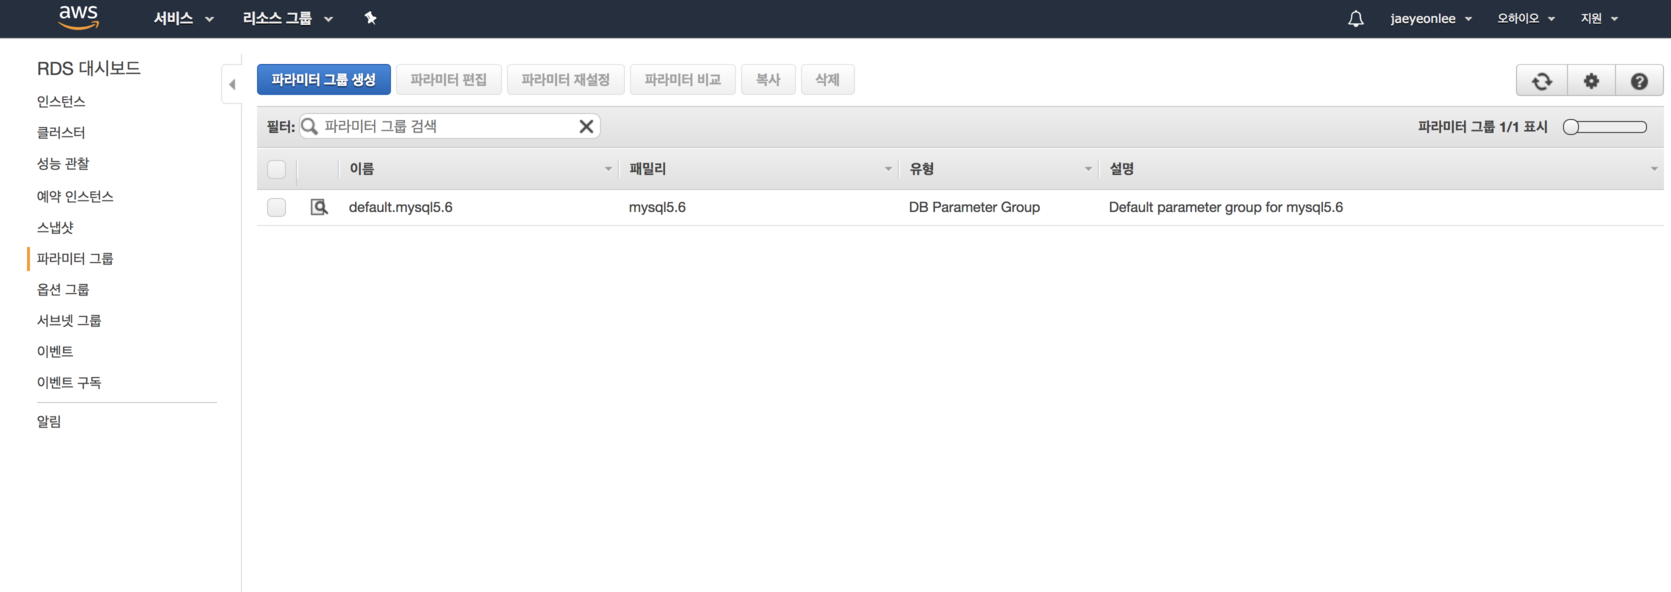 aws 서비스 리소스 그룹 jaeyeonlee 오하이오 지원
RDS 대시보드
인스턴스
클러스터
성능 관찰
예약 인스턴스
스냅샷
파라미터 그룹
옵션 그룹
서브넷 그룹
이벤트
이벤트 구독
알림
파라미터 그룹 생성 파라미터 편집 파라미터 재설정 파라미터 비교 복사 삭제
필터: 파라미터 그룹 검색 파라미터 그룹 1/1 표시
이름 패밀리 유형 설명
default.mysql5.6 mysql5.6 DB Parameter Group Default parameter group for mysql5.6